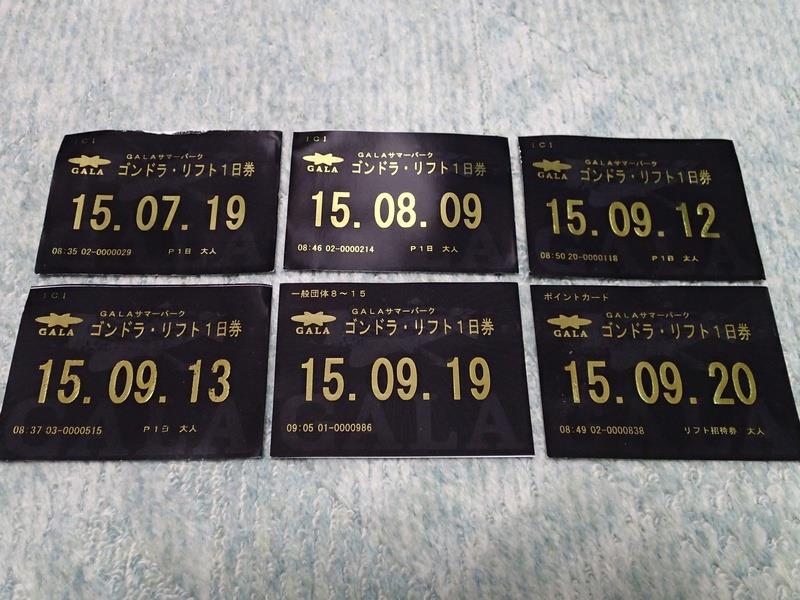 ICI
GALAサマーパーク
GALA
ゴンドラ・リフト1日券
15.07.19
08:35 02-0000029 P1日 大人
ICI
GALAサマーパーク
GALA
ゴンドラ・リフト1日券
15.08.09
08:46 02-0000214 P1日 大人
ICI
GALAサマーパーク
GALA
ゴンドラ・リフト1日券
15.09.12
08:50 20-0000118 P1日 大人
ICI
GALAサマーパーク
GALA
ゴンドラ・リフト1日券
15.09.13
08:37 03-0000515 P1日 大人
一般団体8~15
GALAサマーパーク
GALA
ゴンドラ・リフト1日券
15.09.19
09:05 01-0000986
ポイントカード
GALAサマーパーク
GALA
ゴンドラ・リフト1日券
15.09.20
08:49 02-0000838 リフト招待券 大人